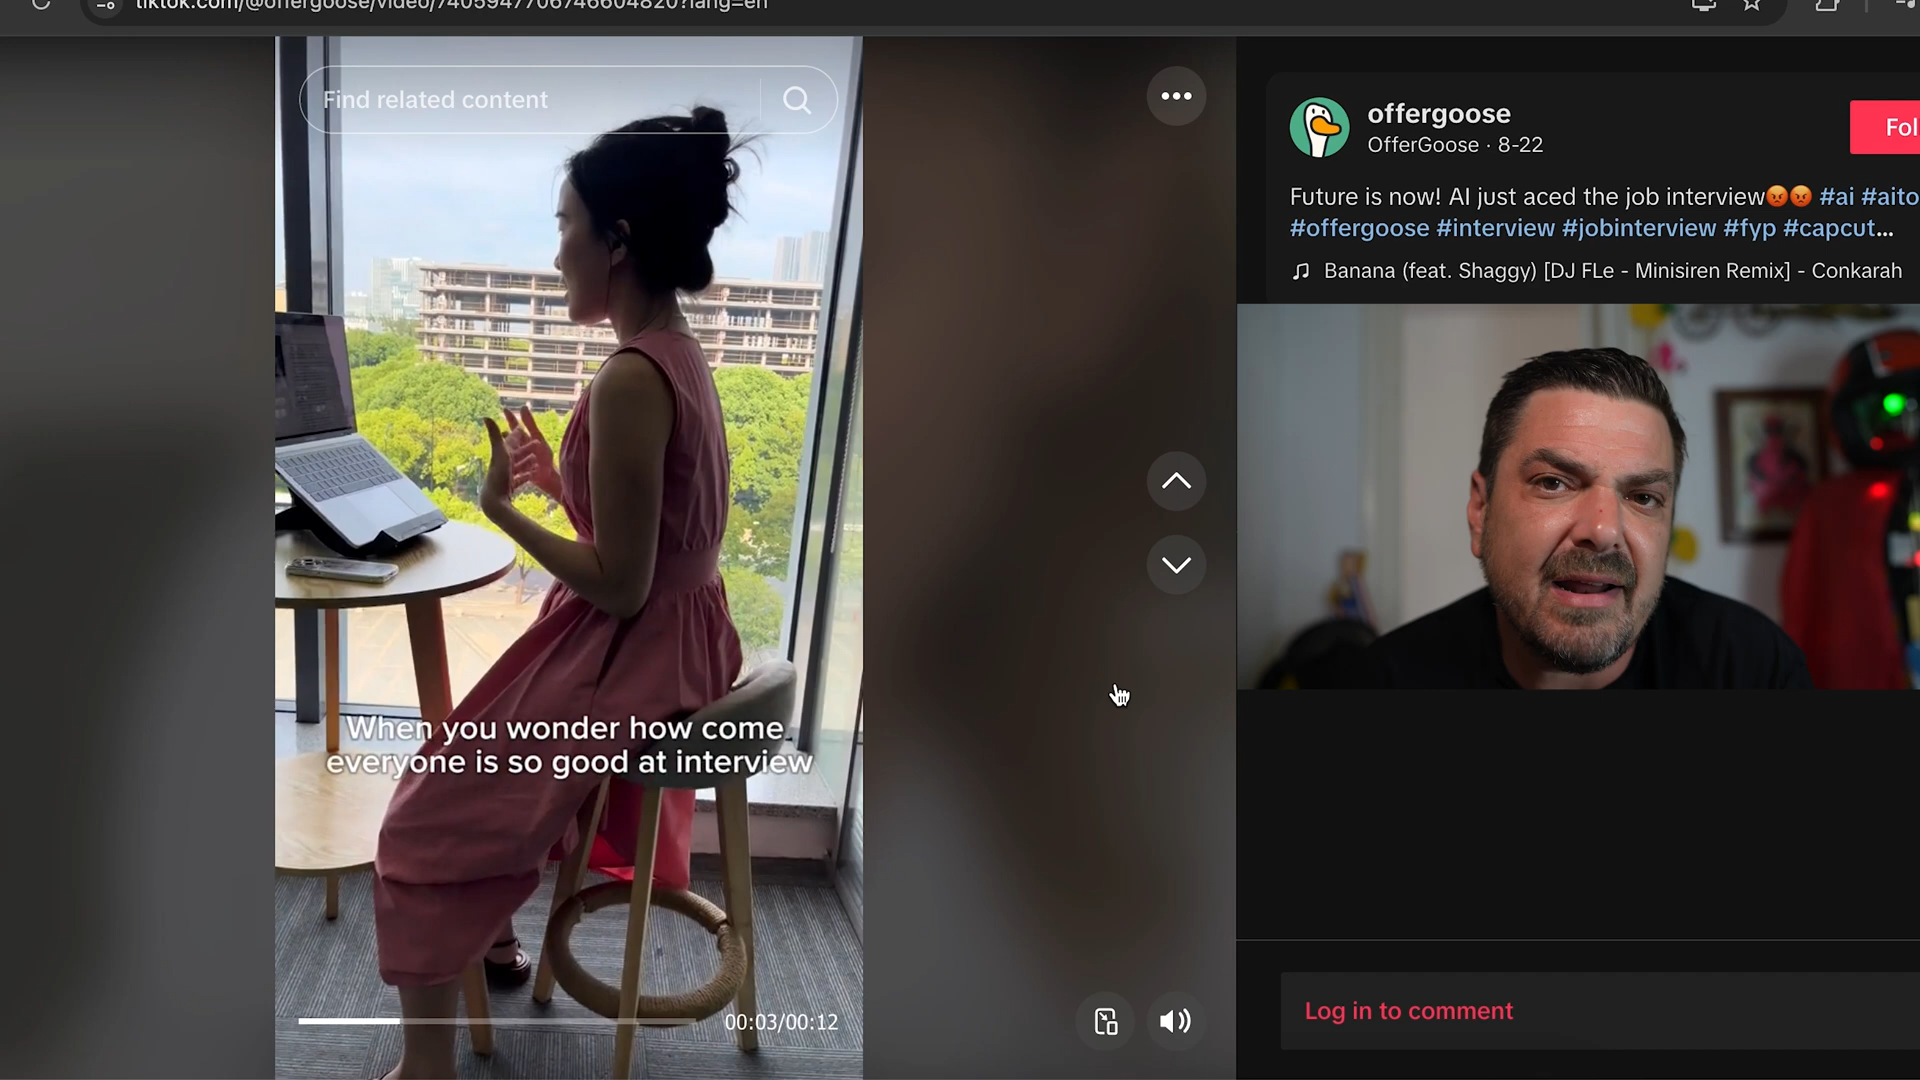 tiktok.com/@offergoose/video/7405947706746604820?lang=en
Find related content
offergoose
OfferGoose · 8-22
Fol
Future is now! AI just aced the job interview😡😡 #ai #aito
#offergoose #interview #jobinterview #fyp #capcut...
Banana (feat. Shaggy) [DJ FLe - Minisiren Remix] - Conkarah
When you wonder how come
everyone is so good at interview
00:03/00:12
Log in to comment